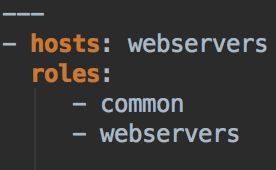 ---
- hosts: webservers
  roles:
     - common
     - webservers